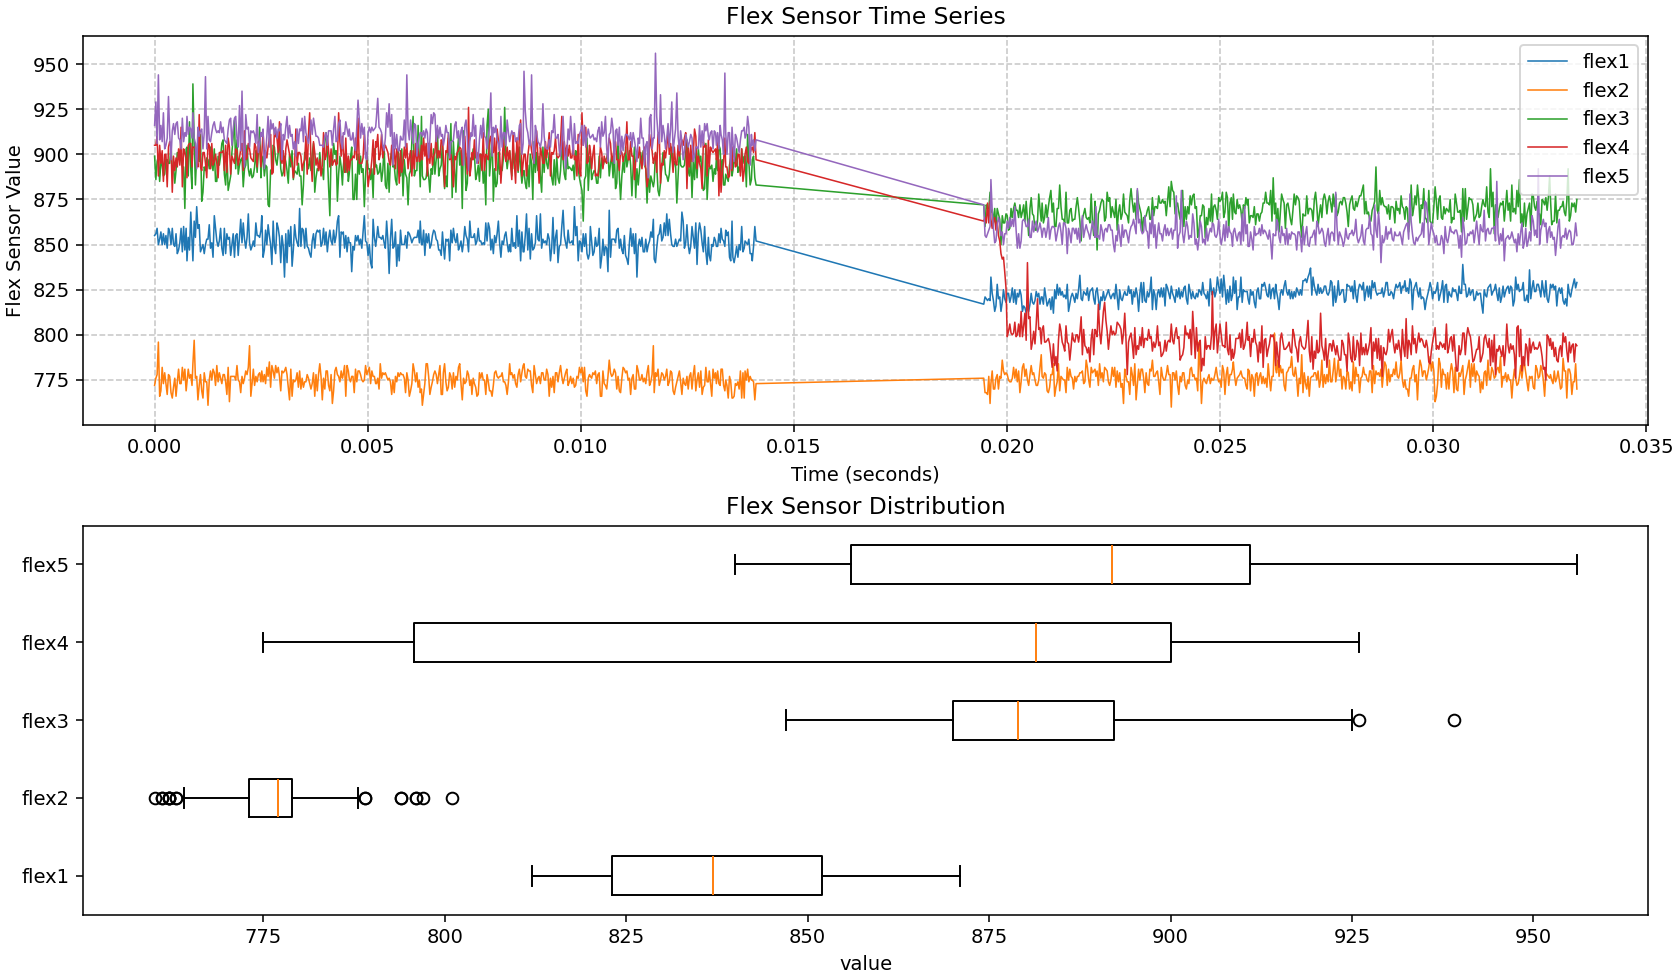 Flex Sensor Time Series
Flex Sensor Value
950
925
900
875
850
825
800
775
flex1
flex2
flex3
flex4
flex5
0.000 0.005 0.010 0.015 0.020 0.025 0.030 0.035
Time (seconds)
Flex Sensor Distribution
flex5
flex4
flex3
flex2
flex1
775 800 825 850 875 900 925 950
value